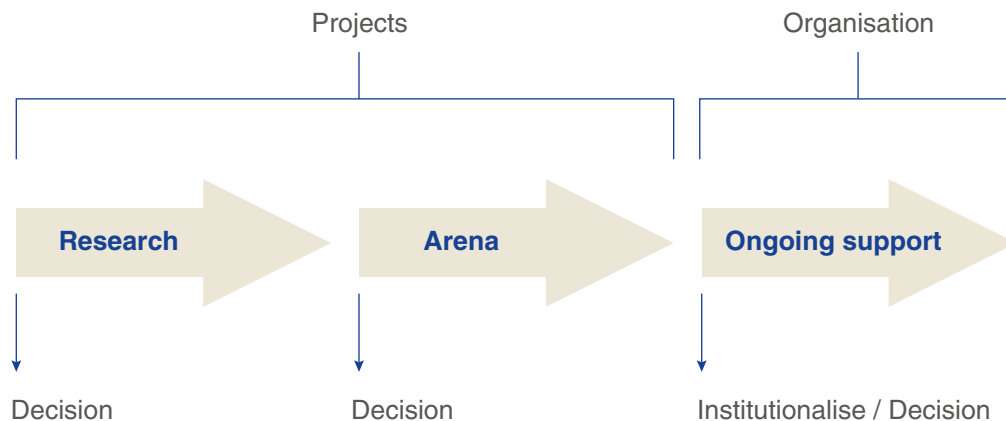 Projects
Organisation
Research
Arena
Ongoing support
Decision
Decision
Institutionalise / Decision